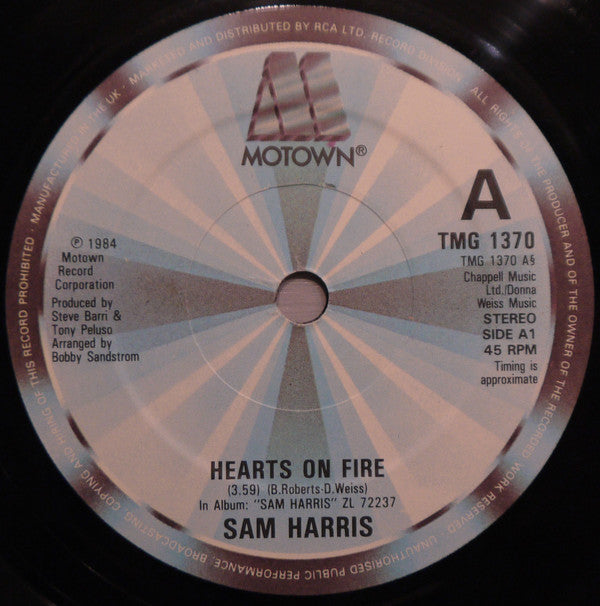 MANUFACTURED IN THE UK · MARKETED AND DISTRIBUTED BY RCA LTD. RECORD DIVISION · ALL RIGHTS OF THE PRODUCER AND OF THE OWNER OF THE RECORDED WORK RESERVED. UNAUTHORISED PUBLIC PERFORMANCE, BROADCASTING, COPYING AND HIRING OF THIS RECORD PROHIBITED ·
MOTOWN®
A
TMG 1370
TMG 1370 A§
Chappell Music
Ltd./Donna
Weiss Music
STEREO
SIDE A1
45 RPM
Timing is
approximate
℗ 1984
Motown
Record
Corporation
Produced by
Steve Barri &
Tony Peluso
Arranged by
Bobby Sandstrom
HEARTS ON FIRE
(3.59) (B.Roberts-D.Weiss)
In Album: "SAM HARRIS" ZL 72237
SAM HARRIS